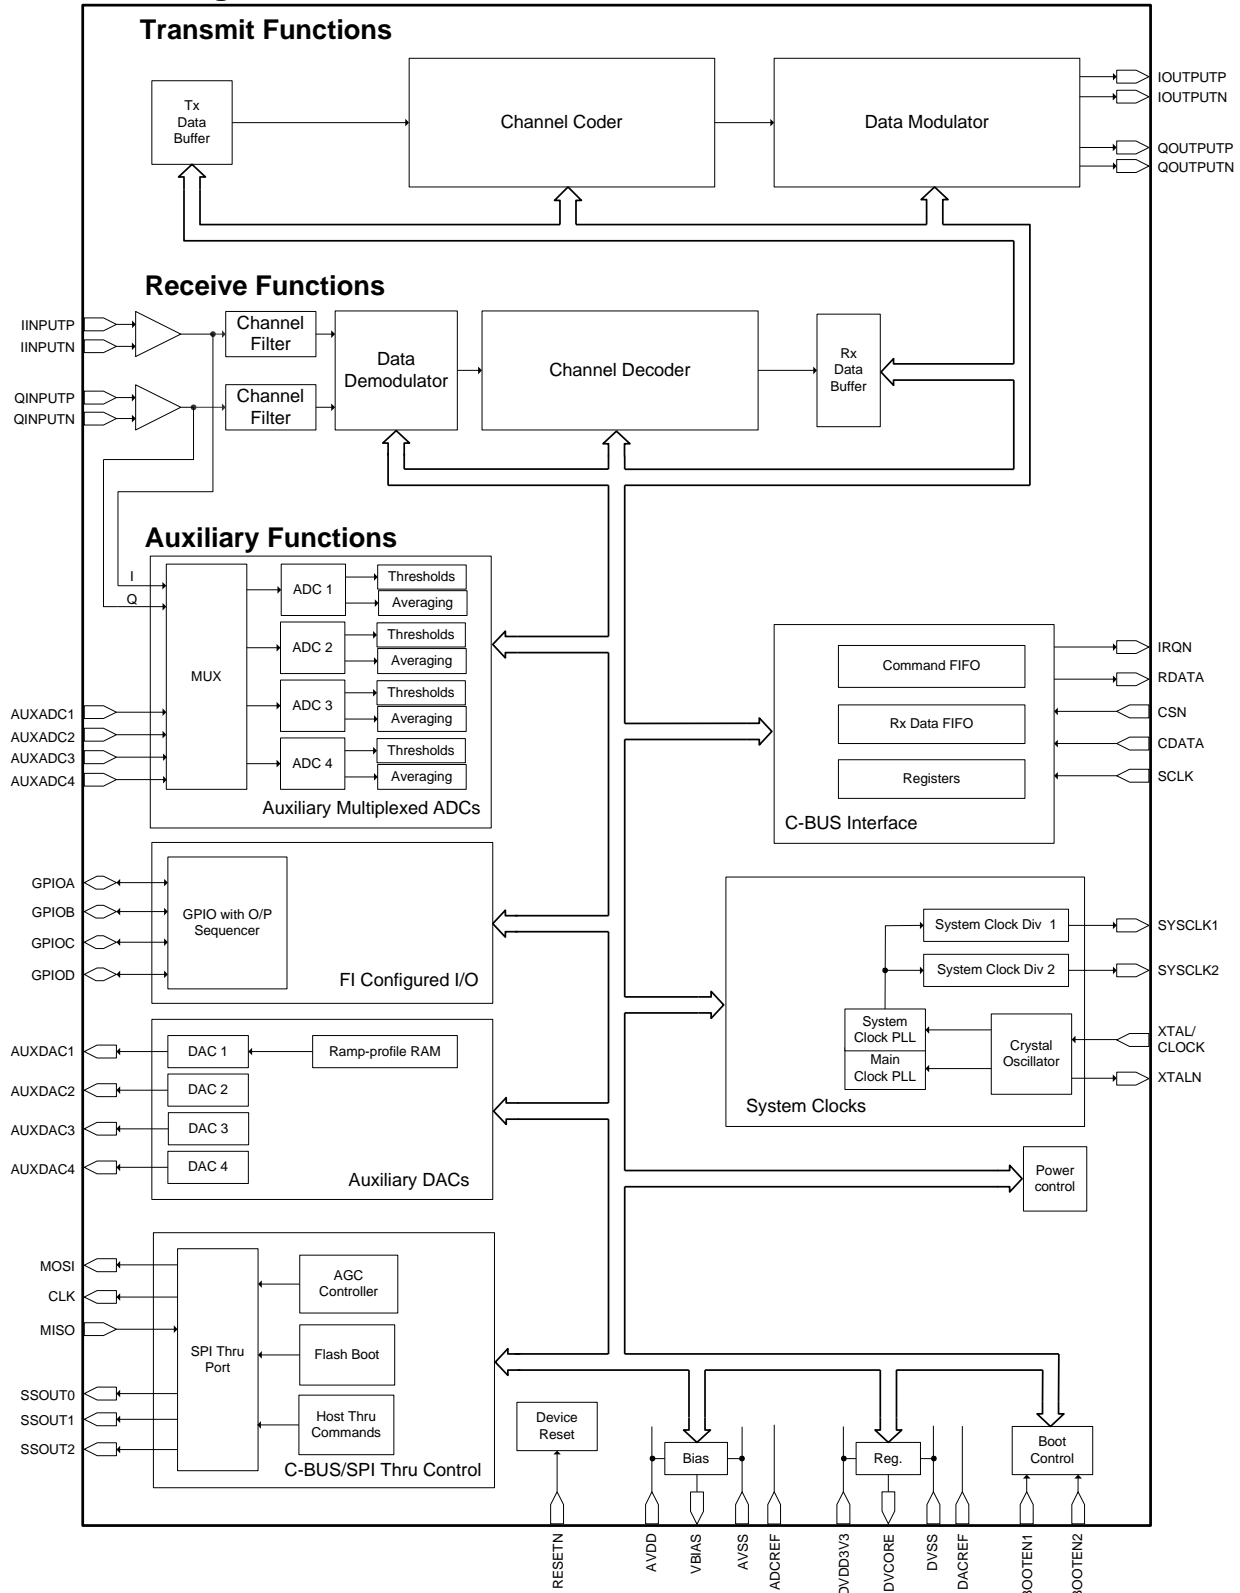 Transmit Functions
Tx
Data
Buffer
Channel Coder
Data Modulator
IOUTPUTP
IOUTPUTN
QOUTPUTP
QOUTPUTN
Receive Functions
IINPUTP
IINPUTN
QINPUTP
QINPUTN
Channel
Filter
Channel
Filter
Data
Demodulator
Channel Decoder
Rx
Data
Buffer
Auxiliary Functions
I
Q
MUX
ADC 1
Thresholds
Averaging
ADC 2
Thresholds
Averaging
ADC 3
Thresholds
Averaging
ADC 4
Thresholds
Averaging
AUXADC1
AUXADC2
AUXADC3
AUXADC4
Auxiliary Multiplexed ADCs
Command FIFO
Rx Data FIFO
Registers
C-BUS Interface
IRQN
RDATA
CSN
CDATA
SCLK
GPIOA
GPIOB
GPIOC
GPIOD
GPIO with O/P
Sequencer
FI Configured I/O
System Clock Div 1
System Clock Div 2
System
Clock PLL
Main
Clock PLL
Crystal
Oscillator
System Clocks
SYSCLK1
SYSCLK2
XTAL/
CLOCK
XTALN
AUXDAC1
AUXDAC2
AUXDAC3
AUXDAC4
DAC 1
Ramp-profile RAM
DAC 2
DAC 3
DAC 4
Auxiliary DACs
Power
control
MOSI
CLK
MISO
SSOUT0
SSOUT1
SSOUT2
SPI Thru
Port
AGC
Controller
Flash Boot
Host Thru
Commands
C-BUS/SPI Thru Control
Device
Reset
Bias
Reg.
Boot
Control
RESETN
AVDD
VBIAS
AVSS
ADCREF
DVDD3V3
DVCORE
DVSS
DACREF
BOOTEN1
BOOTEN2